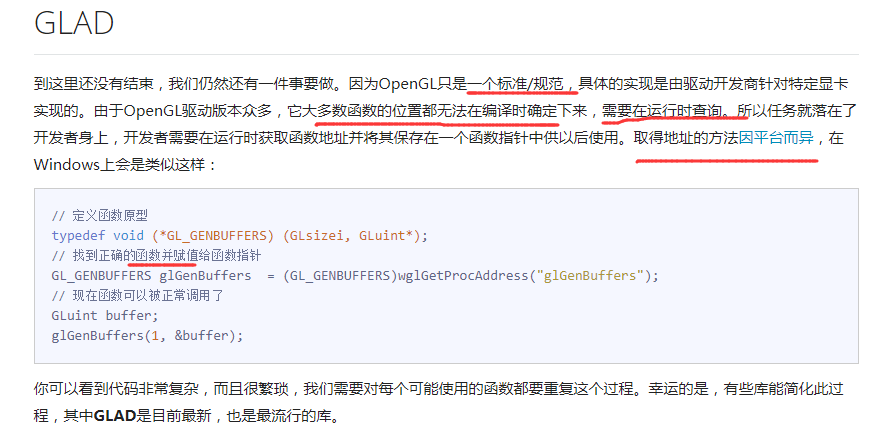 GLAD
到这里还没有结束，我们仍然还有一件事要做。因为OpenGL只是一个标准/规范，具体的实现是由驱动开发商针对特定显卡
实现的。由于OpenGL驱动版本众多，它大多数函数的位置都无法在编译时确定下来，需要在运行时查询。所以任务就落在了
开发者身上，开发者需要在运行时获取函数地址并将其保存在一个函数指针中供以后使用。取得地址的方法因平台而异，在
Windows上会是类似这样：
// 定义函数原型
typedef void (*GL_GENBUFFERS) (GLsizei, GLuint*);
// 找到正确的函数并赋值给函数指针
GL_GENBUFFERS glGenBuffers  = (GL_GENBUFFERS)wglGetProcAddress("glGenBuffers");
// 现在函数可以被正常调用了
GLuint buffer;
glGenBuffers(1, &buffer);
你可以看到代码非常复杂，而且很繁琐，我们需要对每个可能使用的函数都要重复这个过程。幸运的是，有些库能简化此过
程，其中GLAD是目前最新，也是最流行的库。